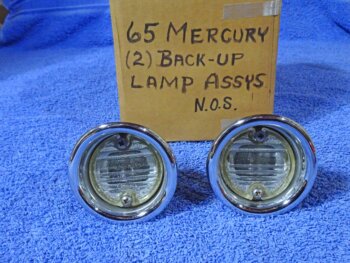 65 MERCURY
(2) BACK-UP
LAMP ASSYS
N.O.S.